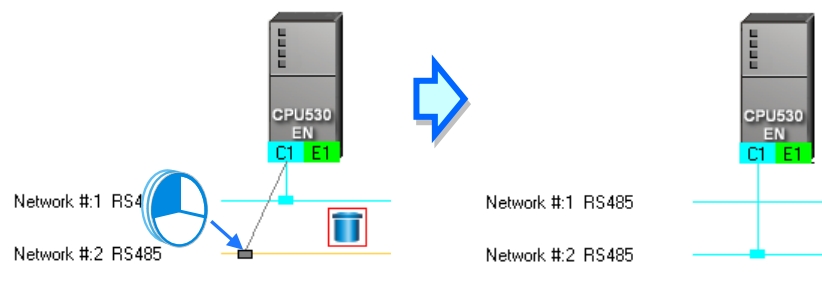 CPU530
EN
C1 E1
Network #:1 RS4
Network #:2 RS485
CPU530
EN
C1 E1
Network #:1 RS485
Network #:2 RS485